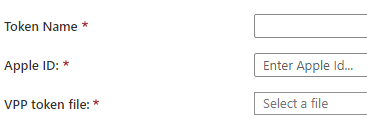 Token Name *
Apple ID: * Enter Apple Id...
VPP token file: * Select a file